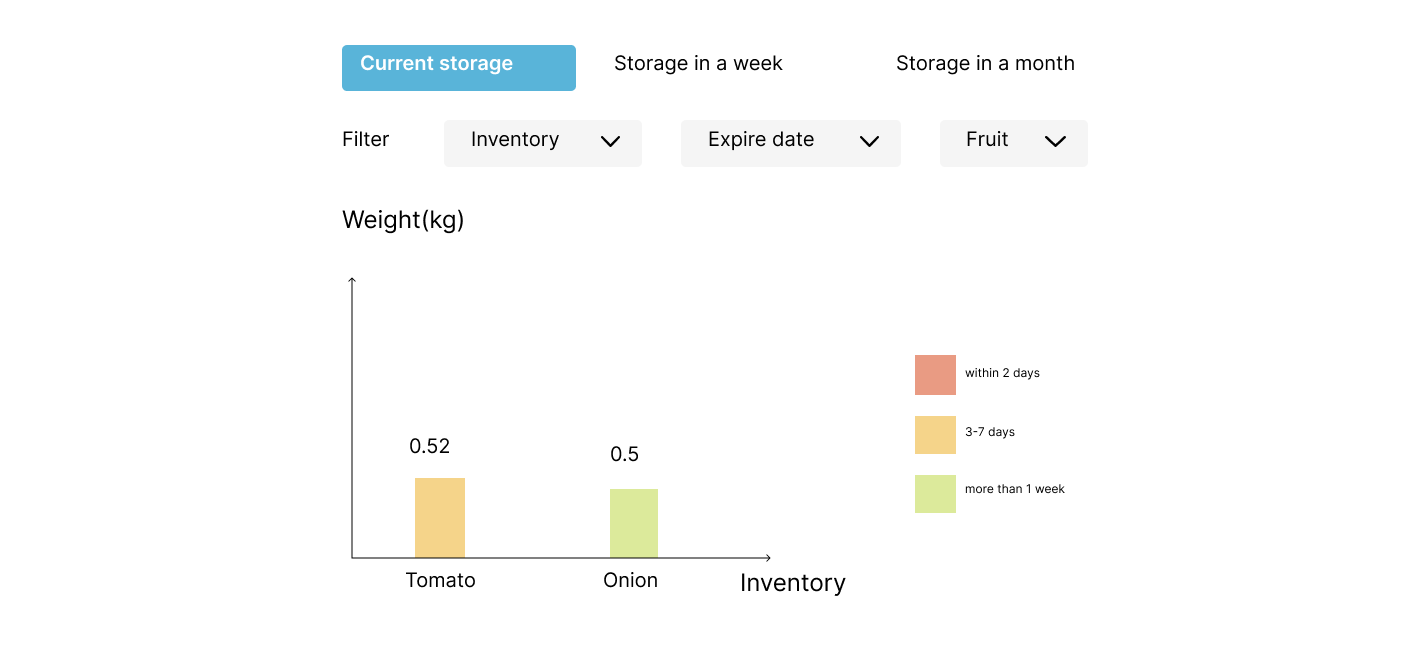 Current storage Storage in a week Storage in a month
Filter Inventory Expire date Fruit
Weight(kg)
within 2 days
3-7 days
0.52 0.5
more than 1 week
Tomato Onion Inventory